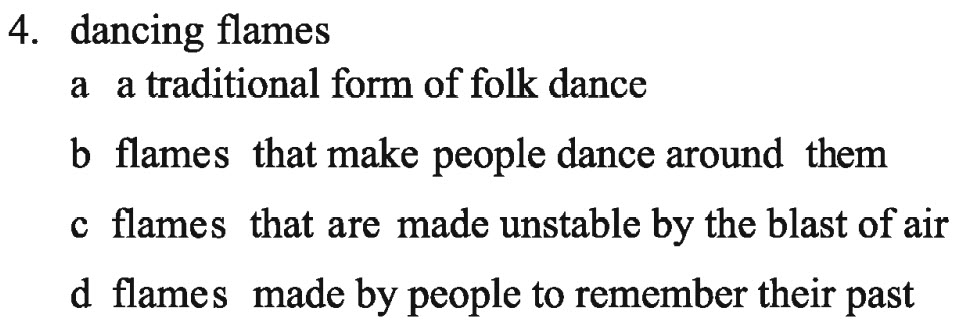 4. dancing flames
a a traditional form of folk dance
b flames that make people dance around them
c flames that are made unstable by the blast of air
d flames made by people to remember their past